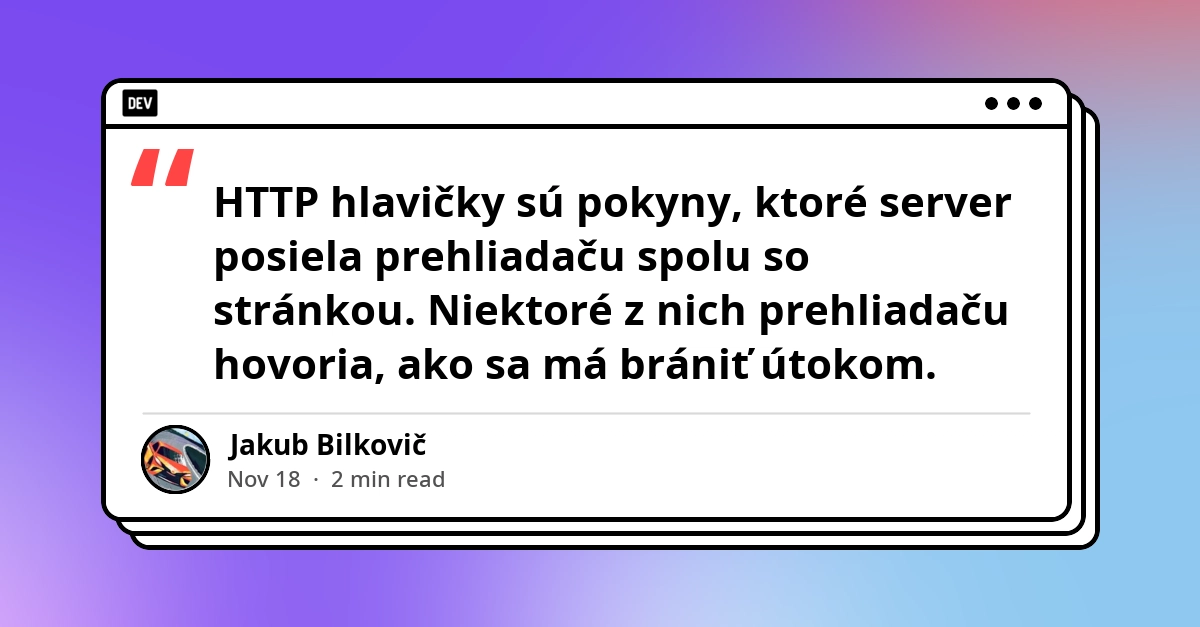 DEV
“
HTTP hlavičky sú pokyny, ktoré server
posiela prehliadaču spolu so
stránkou. Niektoré z nich prehliadaču
hovoria, ako sa má brániť útokom.
Jakub Bilkovič
Nov 18 · 2 min read